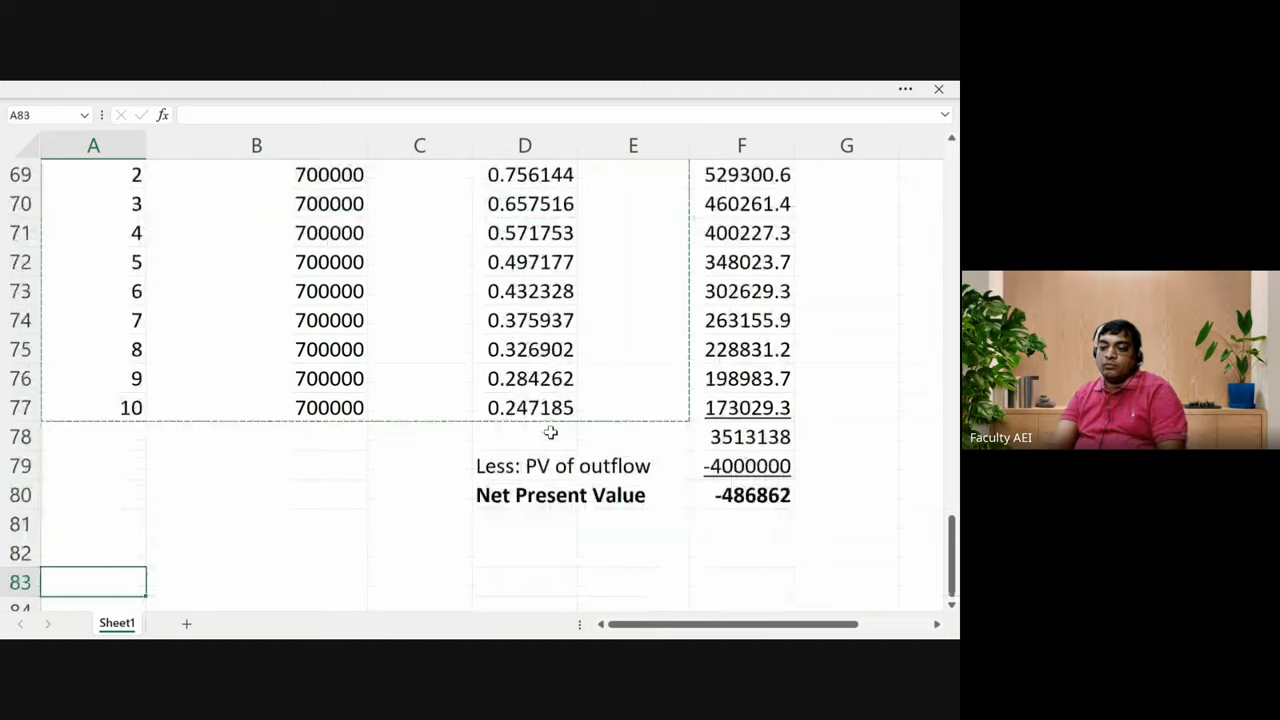 A83
fx
A B C D E F G
69 2 700000 0.756144 529300.6
70 3 700000 0.657516 460261.4
71 4 700000 0.571753 400227.3
72 5 700000 0.497177 348023.7
73 6 700000 0.432328 302629.3
74 7 700000 0.375937 263155.9
75 8 700000 0.326902 228831.2
76 9 700000 0.284262 198983.7
77 10 700000 0.247185 173029.3
78 3513138
79 Less: PV of outflow -4000000
80 Net Present Value -486862
81
82
83
84
Sheet1
Faculty AEI